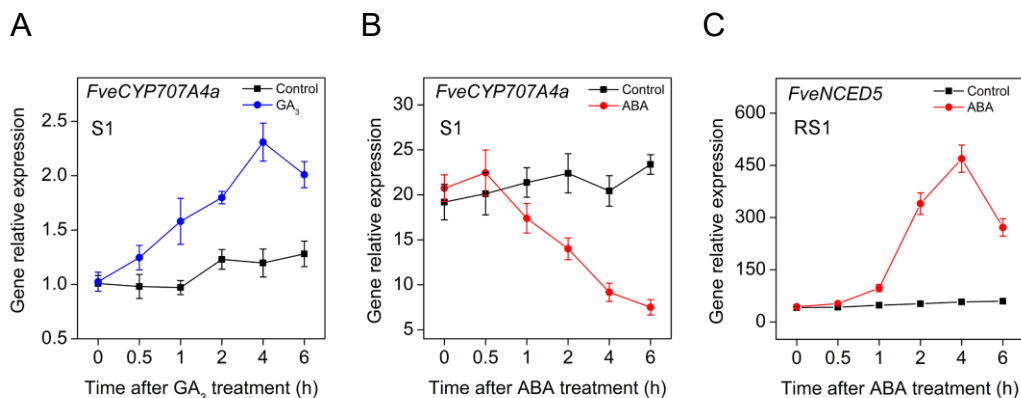 A
FveCYP707A4a
S1
Control
GA₃
2.5
2.0
1.5
1.0
0.5
Gene relative expression
0 0.5 1 2 4 6
Time after GA₃ treatment (h)
B
FveCYP707A4a
S1
Control
ABA
30
25
20
15
10
5
Gene relative expression
0 0.5 1 2 4 6
Time after ABA treatment (h)
C
FveNCED5
RS1
Control
ABA
600
450
300
150
0
Gene relative expression
0 0.5 1 2 4 6
Time after ABA treatment (h)